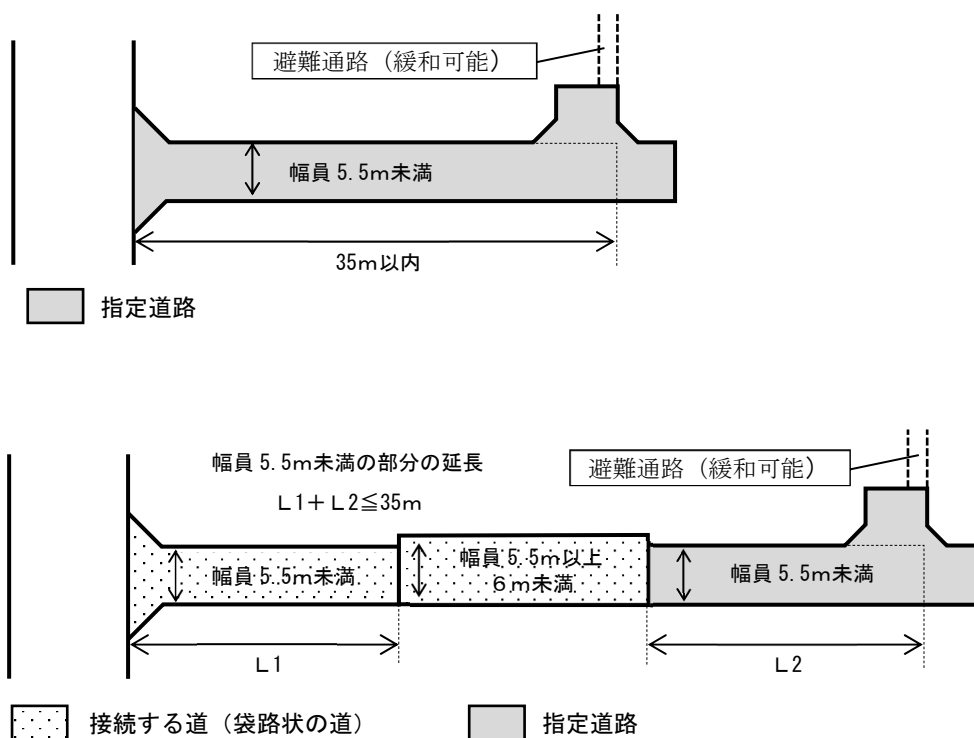 避難通路（緩和可能）
幅員5.5m未満
35m以内
指定道路
幅員5.5m未満の部分の延長
避難通路（緩和可能）
L1＋L2≦35m
幅員5.5m未満
幅員5.5m以上
6m未満
幅員5.5m未満
L1
L2
接続する道（袋路状の道）
指定道路